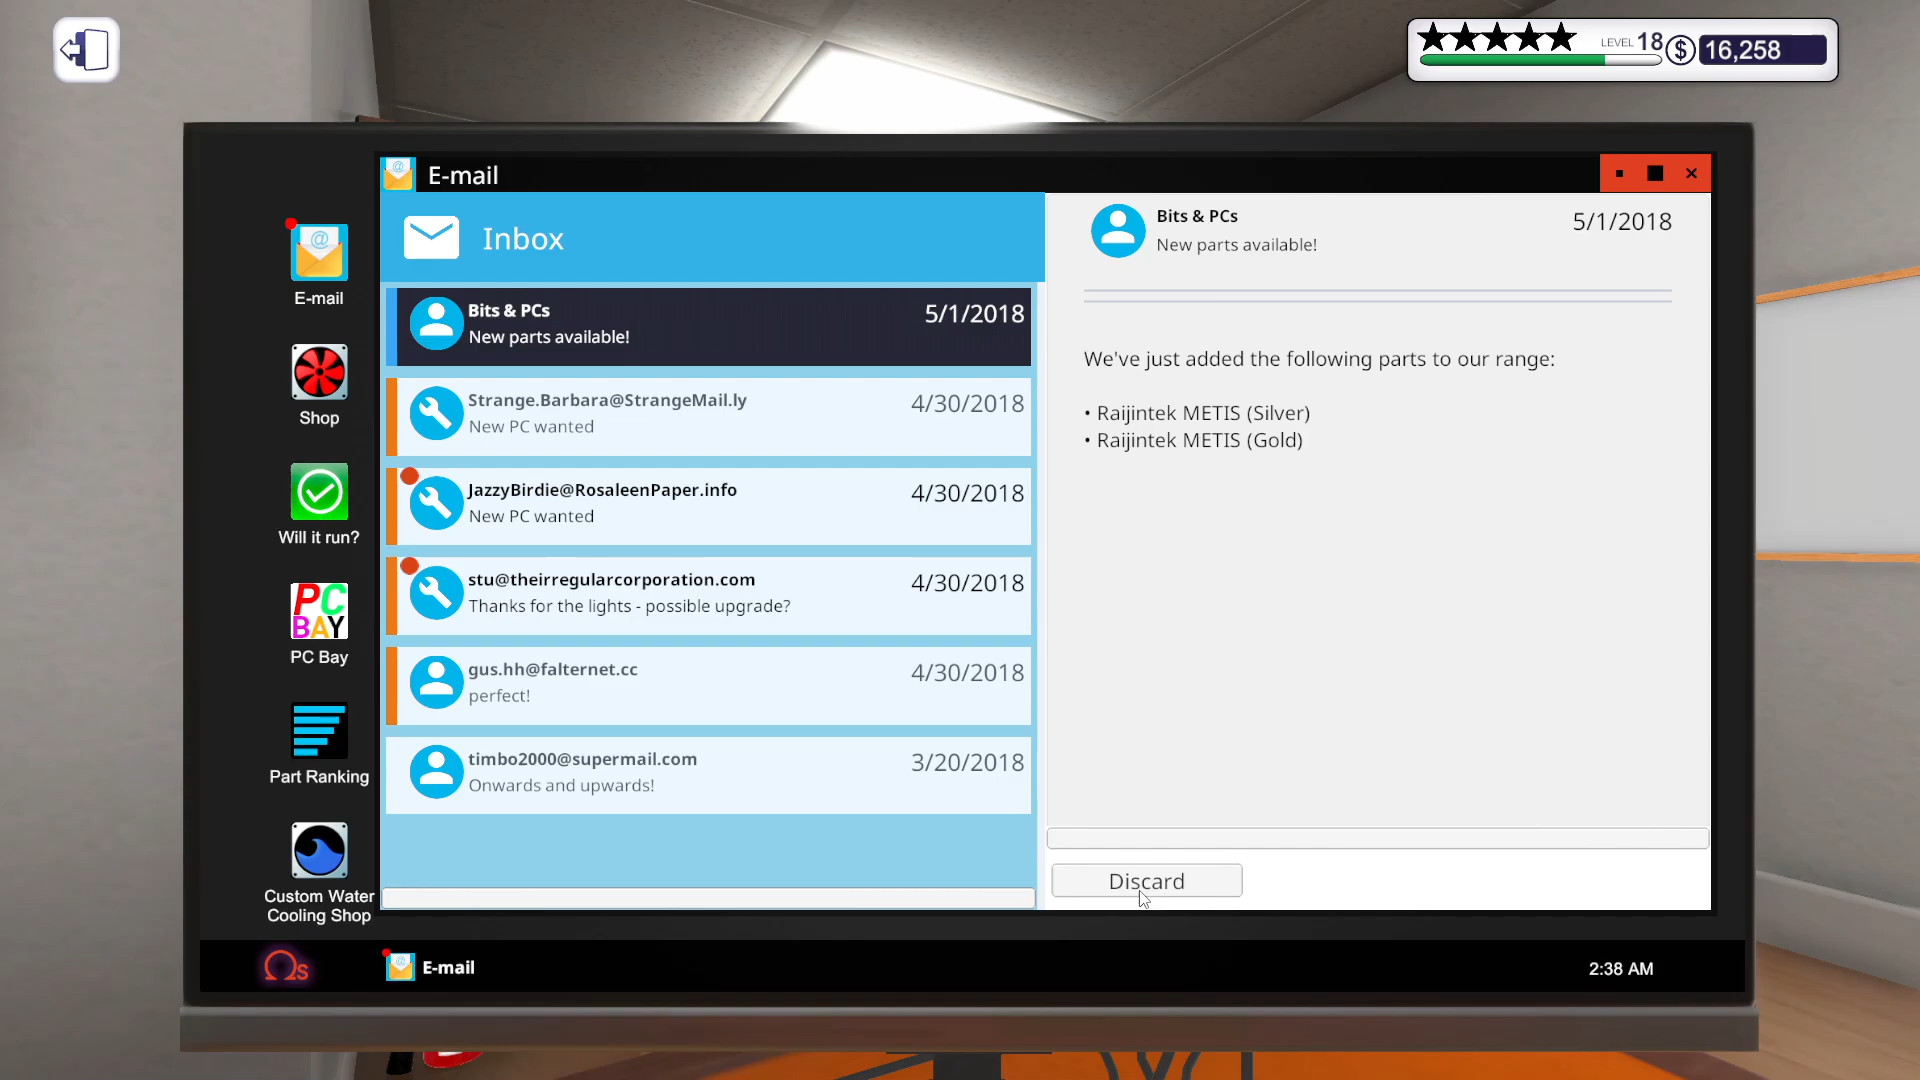 LEVEL 18
$ 16,258
E-mail
E-mail
Shop
Will it run?
PC
BAY
PC Bay
Part Ranking
Custom Water
Cooling Shop
Inbox
Bits & PCs
5/1/2018
New parts available!
Strange.Barbara@StrangeMail.ly
4/30/2018
New PC wanted
JazzyBirdie@RosaleenPaper.info
4/30/2018
New PC wanted
stu@theirregularcorporation.com
4/30/2018
Thanks for the lights - possible upgrade?
gus.hh@falternet.cc
4/30/2018
perfect!
timbo2000@supermail.com
3/20/2018
Onwards and upwards!
Bits & PCs
5/1/2018
New parts available!
We've just added the following parts to our range:
• Raijintek METIS (Silver)
• Raijintek METIS (Gold)
Discard
Ωs
E-mail
2:38 AM